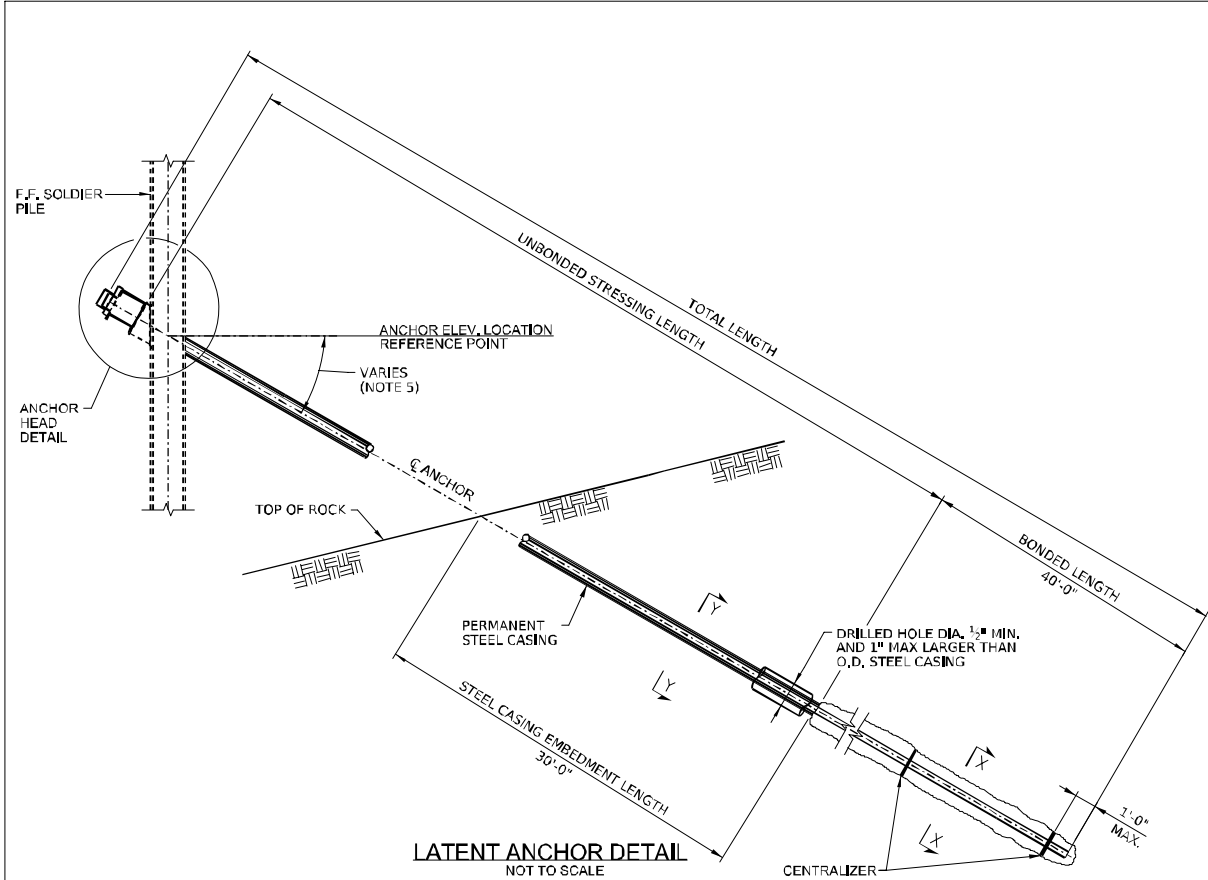 F.F. SOLDIER
PILE
UNBONDED STRESSING LENGTH
TOTAL LENGTH
ANCHOR ELEV. LOCATION
REFERENCE POINT
VARIES
(NOTE 5)
ANCHOR
HEAD
DETAIL
℄ ANCHOR
TOP OF ROCK
BONDED LENGTH
40'-0"
Y
PERMANENT
STEEL CASING
DRILLED HOLE DIA. 1/2" MIN.
AND 1" MAX LARGER THAN
O.D. STEEL CASING
Y
STEEL CASING EMBEDMENT LENGTH
30'-0"
X
X
1'-0"
MAX.
LATENT ANCHOR DETAIL
NOT TO SCALE
CENTRALIZER